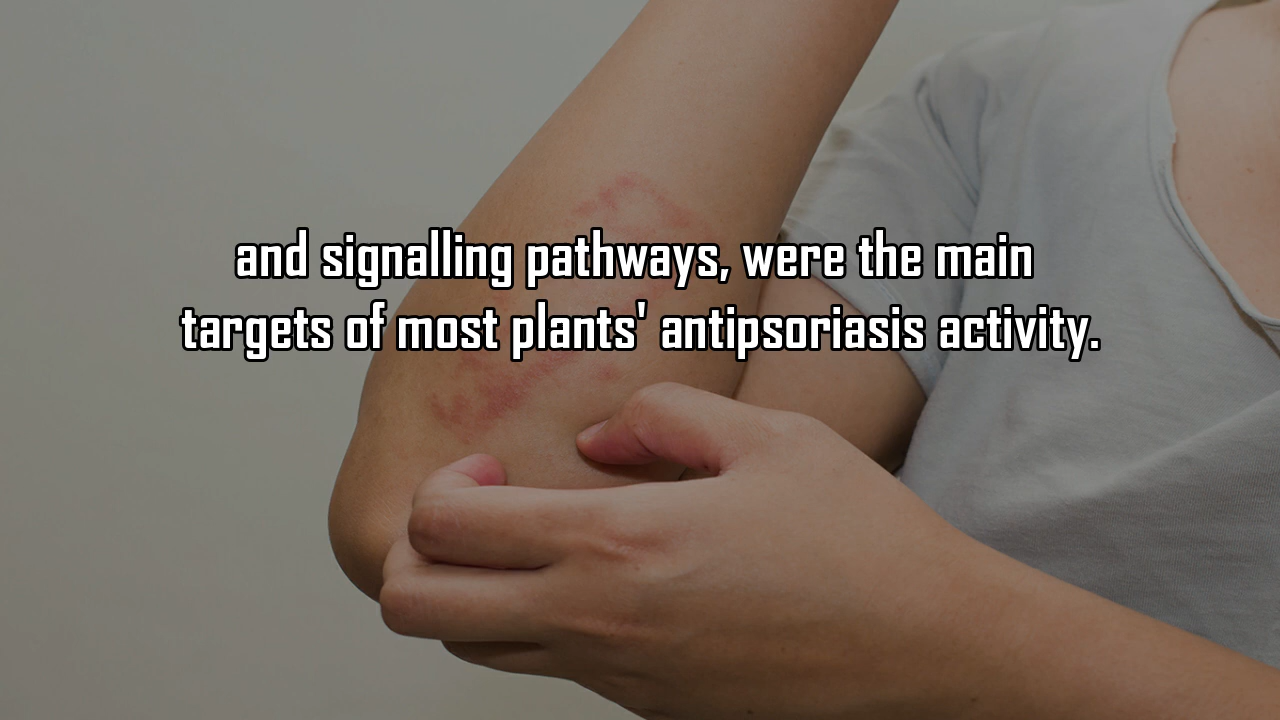 and signalling pathways, were the main
targets of most plants' antipsoriasis activity.